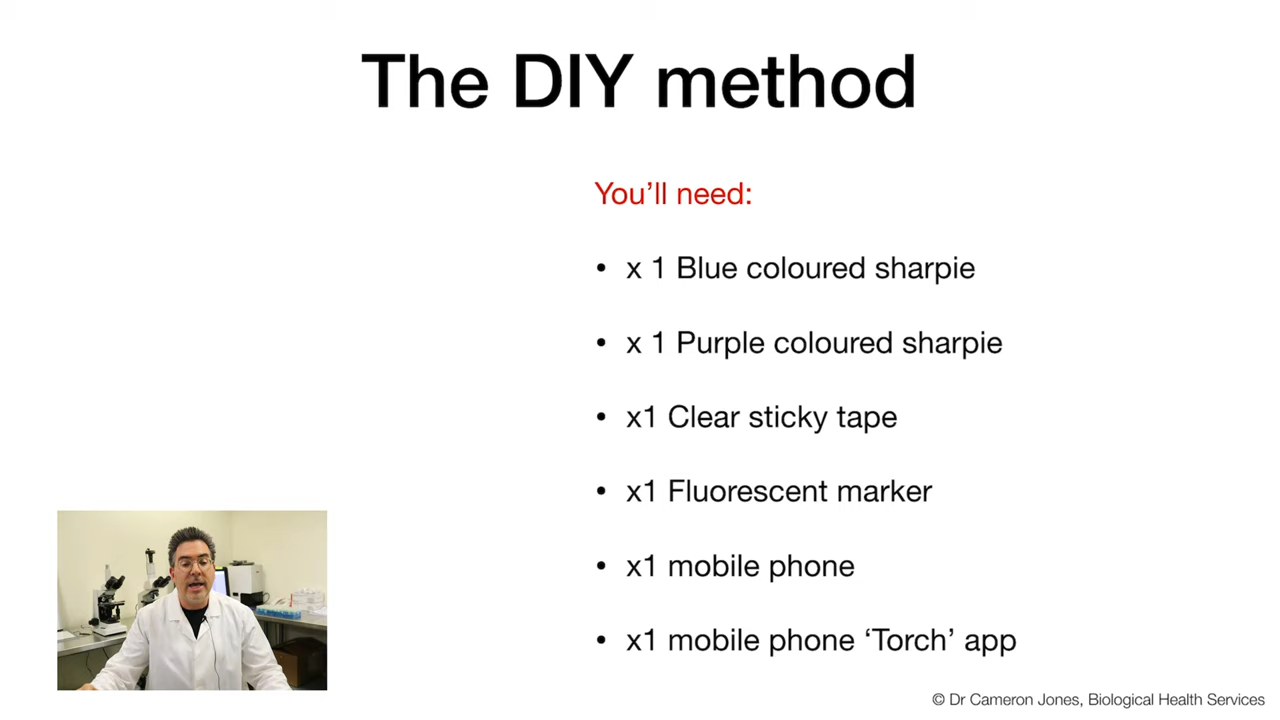 The DIY method
You'll need:
• x 1 Blue coloured sharpie
• x 1 Purple coloured sharpie
• x1 Clear sticky tape
• x1 Fluorescent marker
• x1 mobile phone
• x1 mobile phone ‘Torch’ app
© Dr Cameron Jones, Biological Health Services